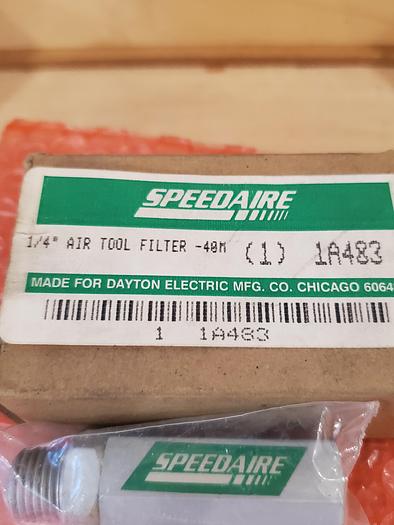 SPEEDAIRE
1/4" AIR TOOL FILTER -40M (1) 1A483
MADE FOR DAYTON ELECTRIC MFG. CO. CHICAGO 6064
1 1A483
SPEEDAIRE